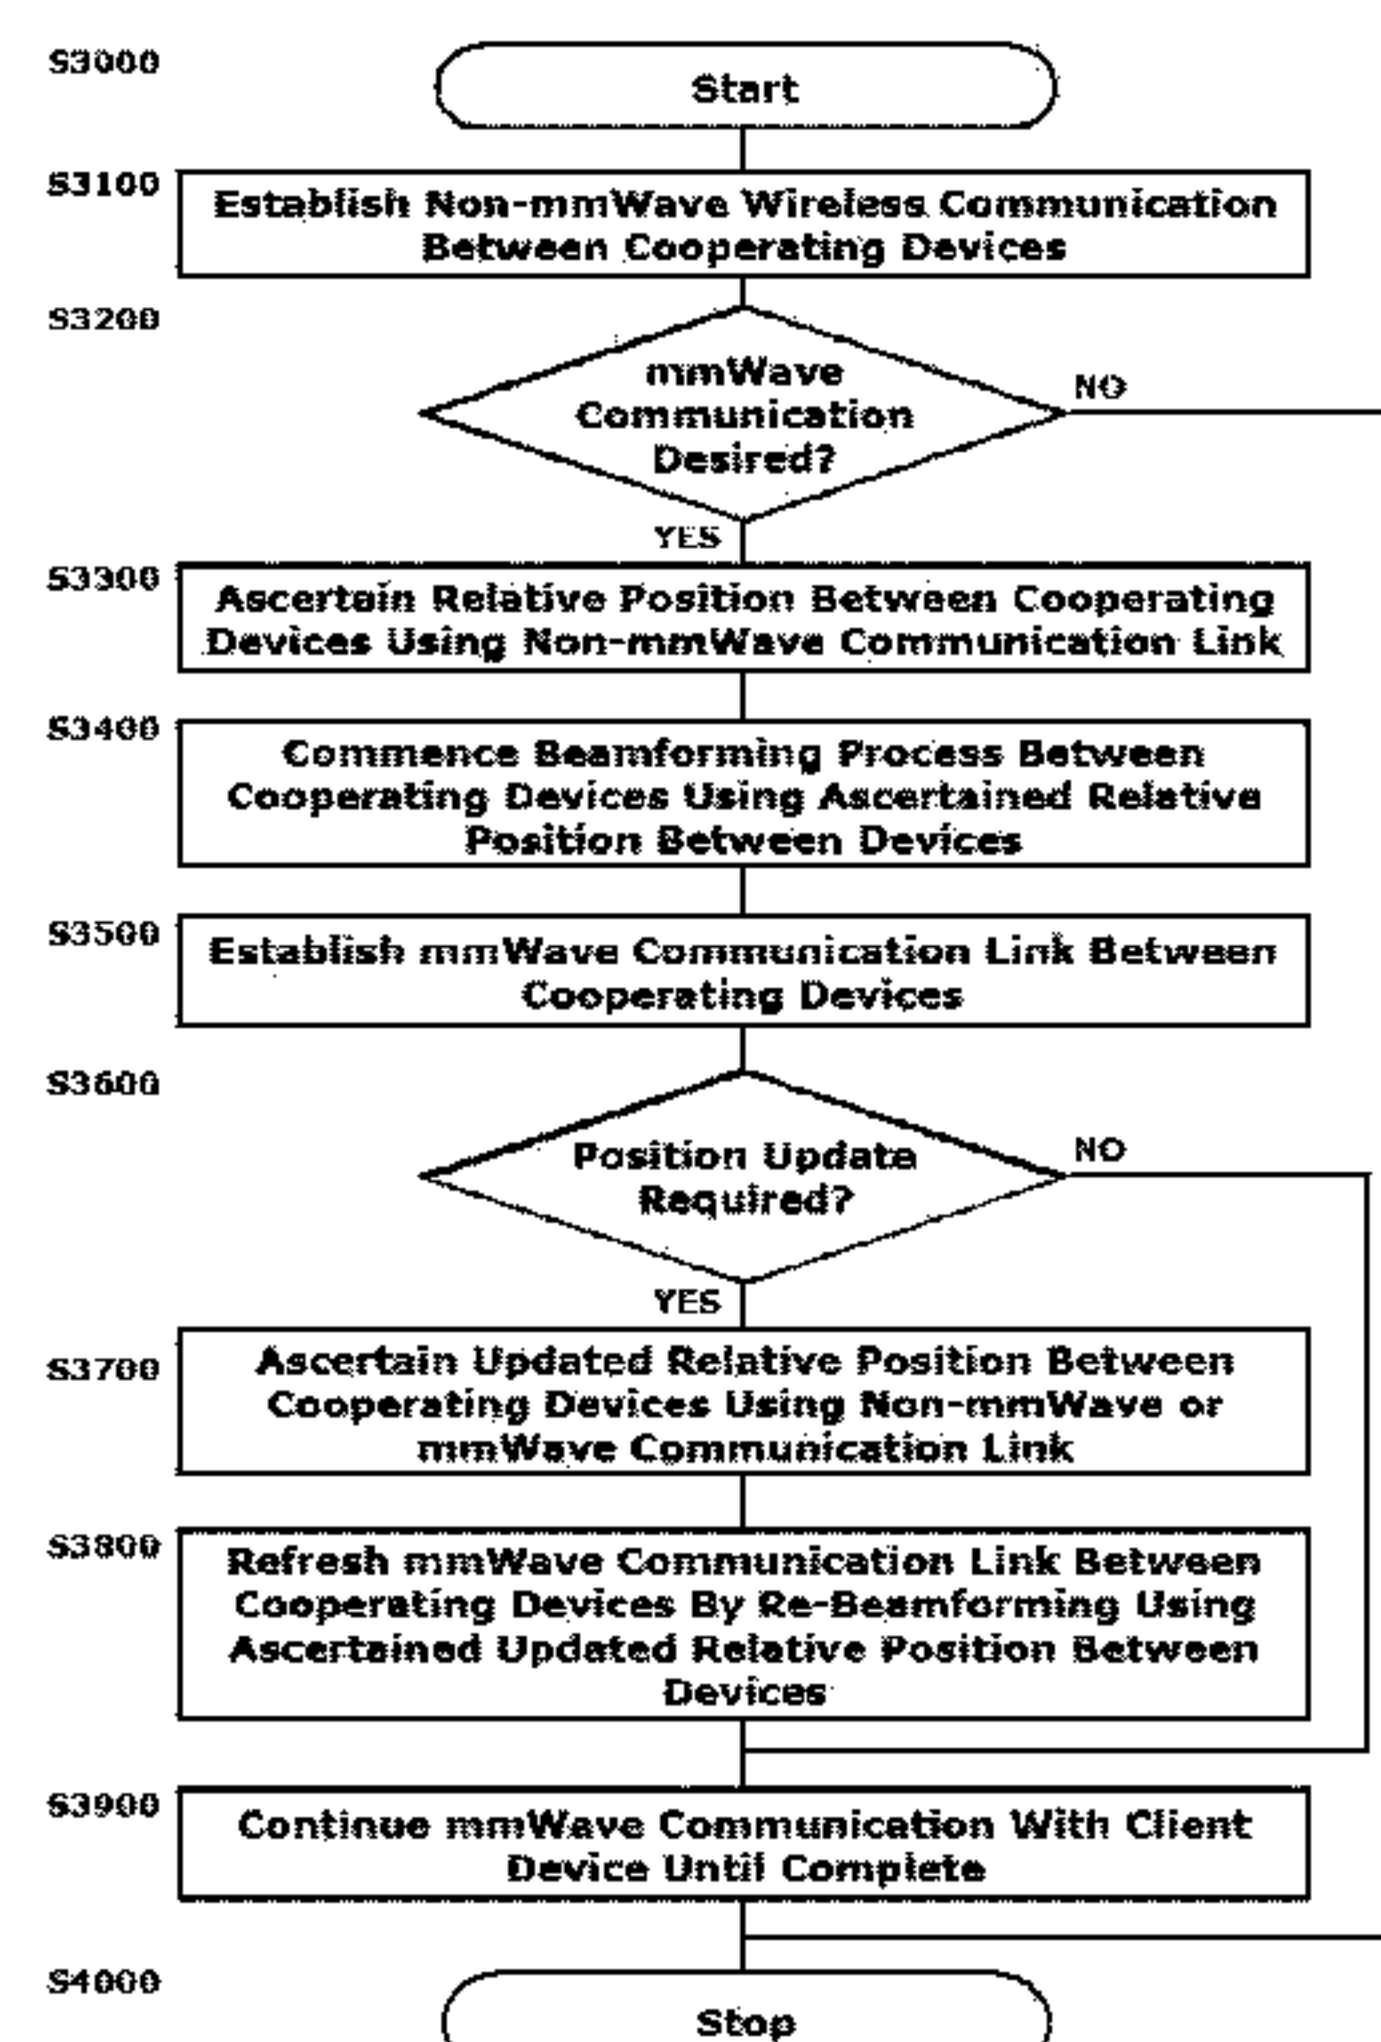 S3000
Start
S3100
Establish Non-mmWave Wireless Communication
Between Cooperating Devices
S3200
mmWave
Communication
Desired?
NO
YES
S3300
Ascertain Relative Position Between Cooperating
Devices Using Non-mmWave Communication Link
S3400
Commence Beamforming Process Between
Cooperating Devices Using Ascertained Relative
Position Between Devices
S3500
Establish mmWave Communication Link Between
Cooperating Devices
S3600
Position Update
Required?
NO
YES
S3700
Ascertain Updated Relative Position Between
Cooperating Devices Using Non-mmWave or
mmWave Communication Link
S3800
Refresh mmWave Communication Link Between
Cooperating Devices By Re-Beamforming Using
Ascertained Updated Relative Position Between
Devices
S3900
Continue mmWave Communication With Client
Device Until Complete
S4000
Stop